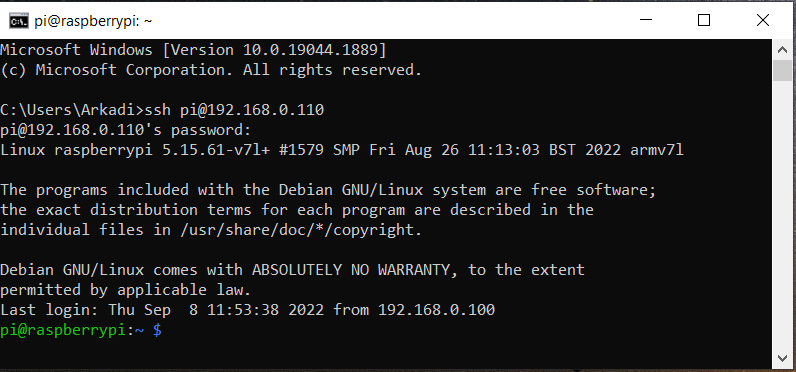 pi@raspberrypi: ~
Microsoft Windows [Version 10.0.19044.1889]
(c) Microsoft Corporation. All rights reserved.
C:\Users\Arkadi>ssh pi@192.168.0.110
pi@192.168.0.110's password:
Linux raspberrypi 5.15.61-v7l+ #1579 SMP Fri Aug 26 11:13:03 BST 2022 armv7l
The programs included with the Debian GNU/Linux system are free software;
the exact distribution terms for each program are described in the
individual files in /usr/share/doc/*/copyright.
Debian GNU/Linux comes with ABSOLUTELY NO WARRANTY, to the extent
permitted by applicable law.
Last login: Thu Sep  8 11:53:38 2022 from 192.168.0.100
pi@raspberrypi:~ $